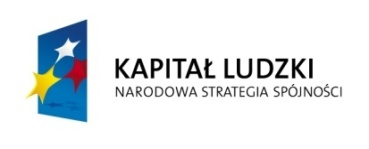 KAPITAŁ LUDZKI
NARODOWA STRATEGIA SPÓJNOŚCI